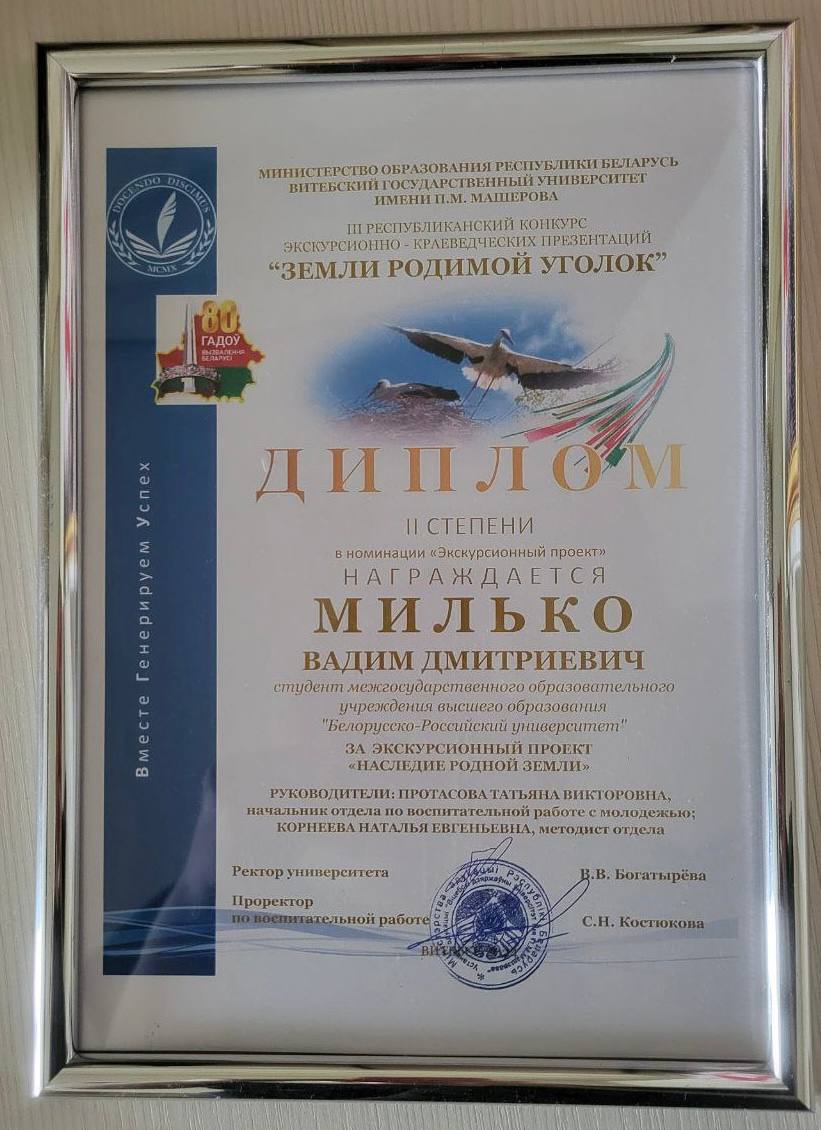 DOCENDO DISCIMUS
MCMX
МИНИСТЕРСТВО ОБРАЗОВАНИЯ РЕСПУБЛИКИ БЕЛАРУСЬ
ВИТЕБСКИЙ ГОСУДАРСТВЕННЫЙ УНИВЕРСИТЕТ
ИМЕНИ П.М. МАШЕРОВА
III РЕСПУБЛИКАНСКИЙ КОНКУРС
ЭКСКУРСИОННО - КРАЕВЕДЧЕСКИХ ПРЕЗЕНТАЦИЙ
“ЗЕМЛИ РОДИМОЙ УГОЛОК”
80
ГАДОЎ
ВЫЗВАЛЕННЯ
БЕЛАРУСІ
Вместе Генерируем Успех
ДИПЛОМ
II СТЕПЕНИ
в номинации «Экскурсионный проект»
НАГРАЖДАЕТСЯ
МИЛЬКО
ВАДИМ ДМИТРИЕВИЧ
студент межгосударственного образовательного
учреждения высшего образования
"Белорусско-Российский университет"
ЗА ЭКСКУРСИОННЫЙ ПРОЕКТ
«НАСЛЕДИЕ РОДНОЙ ЗЕМЛИ»
РУКОВОДИТЕЛИ: ПРОТАСОВА ТАТЬЯНА ВИКТОРОВНА,
начальник отдела по воспитательной работе с молодежью;
КОРНЕЕВА НАТАЛЬЯ ЕВГЕНЬЕВНА, методист отдела
Ректор университета В.В. Богатырёва
Проректор
по воспитательной работе С.Н. Костюкова
Міністэрства адукацыі Рэспублікі Беларусь